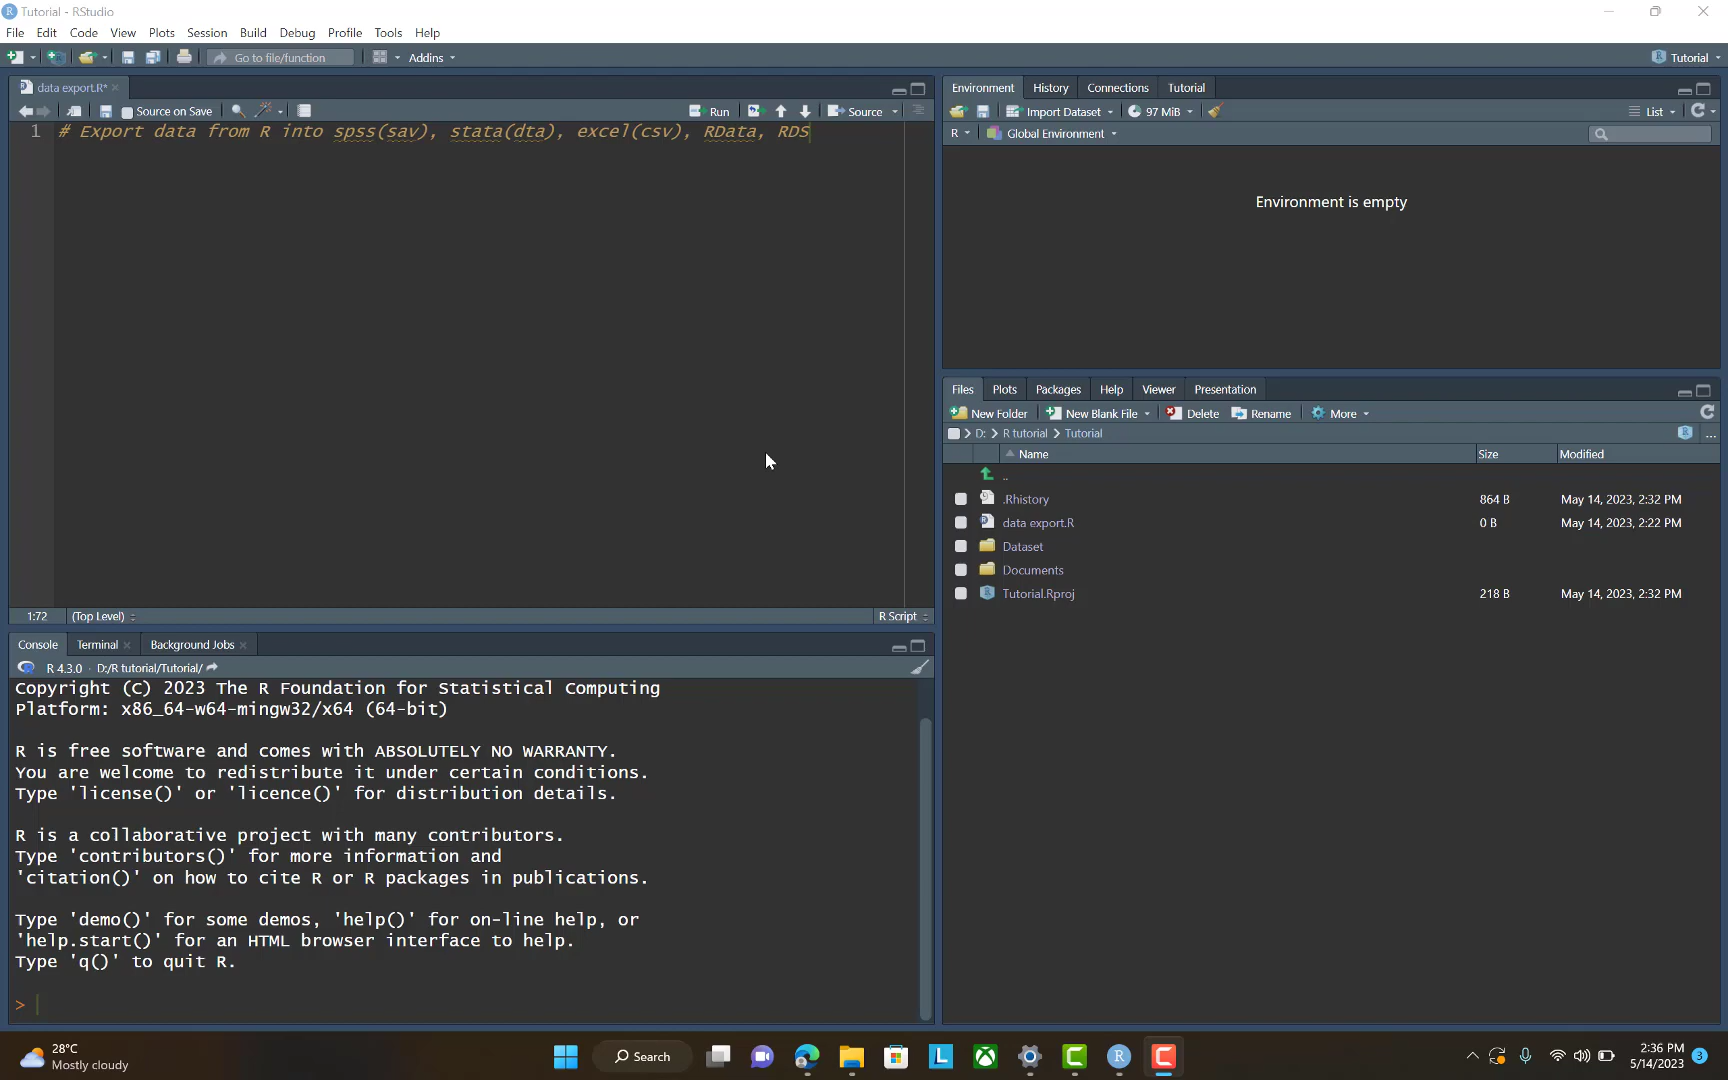 Tutorial - RStudio
File Edit Code View Plots Session Build Debug Profile Tools Help
Go to file/function Addins Tutorial
data export.R*
Source on Save Run Source
1 # Export data from R into spss(sav), stata(dta), excel(csv), RData, RDS
1:72 (Top Level) R Script
Console Terminal Background Jobs
R 4.3.0 · D:/R tutorial/Tutorial/
Copyright (C) 2023 The R Foundation for Statistical Computing
Platform: x86_64-w64-mingw32/x64 (64-bit)
R is free software and comes with ABSOLUTELY NO WARRANTY.
You are welcome to redistribute it under certain conditions.
Type 'license()' or 'licence()' for distribution details.
R is a collaborative project with many contributors.
Type 'contributors()' for more information and
'citation()' on how to cite R or R packages in publications.
Type 'demo()' for some demos, 'help()' for on-line help, or
'help.start()' for an HTML browser interface to help.
Type 'q()' to quit R.
>
Environment History Connections Tutorial
Import Dataset 97 MiB List
R Global Environment
Environment is empty
Files Plots Packages Help Viewer Presentation
New Folder New Blank File Delete Rename More
D: R tutorial Tutorial
Name Size Modified
..
.Rhistory 864 B May 14, 2023, 2:32 PM
data export.R 0 B May 14, 2023, 2:22 PM
Dataset
Documents
Tutorial.Rproj 218 B May 14, 2023, 2:32 PM
28°C
Mostly cloudy
Search
2:36 PM
5/14/2023
3